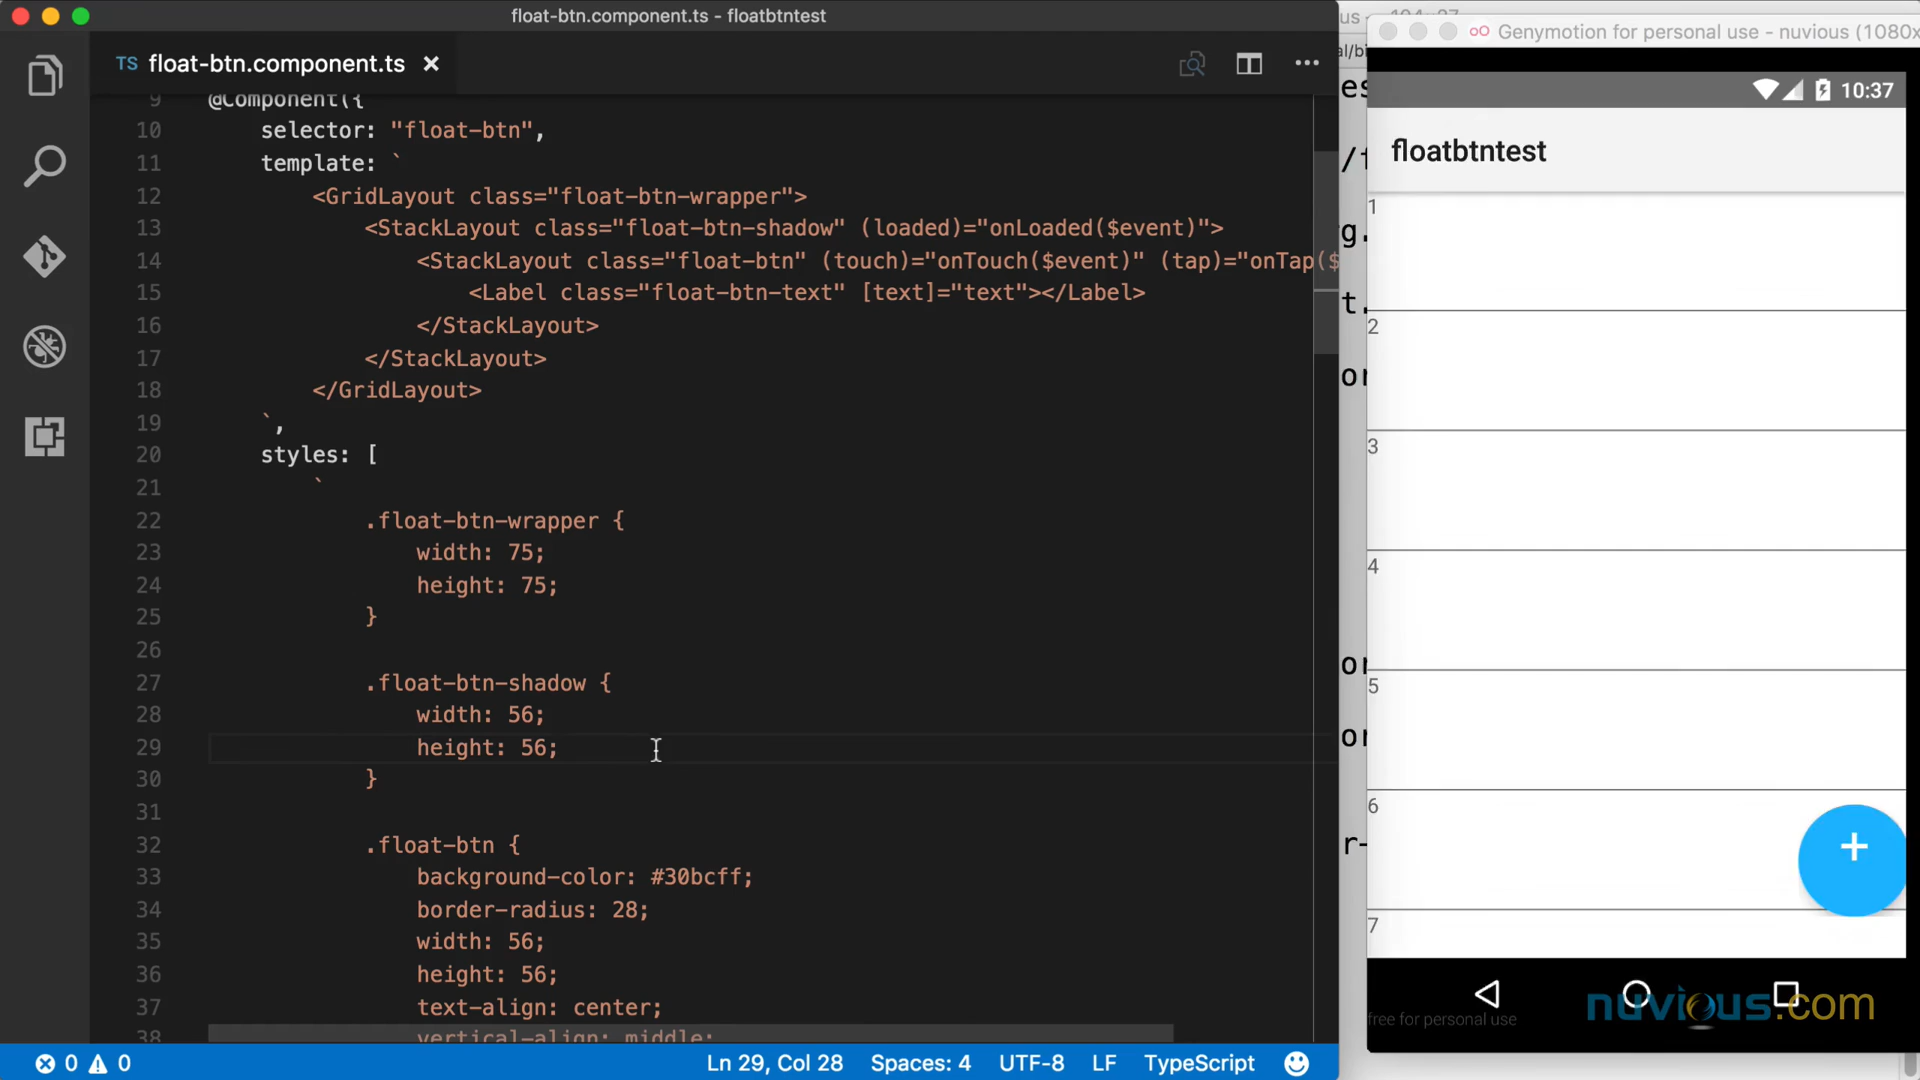 float-btn.component.ts - floatbtntest
TS float-btn.component.ts
9 @Component({
10 selector: "float-btn",
11 template: `
12 <GridLayout class="float-btn-wrapper">
13 <StackLayout class="float-btn-shadow" (loaded)="onLoaded($event)">
14 <StackLayout class="float-btn" (touch)="onTouch($event)" (tap)="onTap($
15 <Label class="float-btn-text" [text]="text"></Label>
16 </StackLayout>
17 </StackLayout>
18 </GridLayout>
19 `,
20 styles: [
21 `
22 .float-btn-wrapper {
23 width: 75;
24 height: 75;
25 }
26
27 .float-btn-shadow {
28 width: 56;
29 height: 56;
30 }
31
32 .float-btn {
33 background-color: #30bcff;
34 border-radius: 28;
35 width: 56;
36 height: 56;
37 text-align: center;
38 vertical-align: middle;
0 0
Ln 29, Col 28 Spaces: 4 UTF-8 LF TypeScript
Genymotion for personal use - nuvious (1080x
10:37
floatbtntest
1
2
3
4
5
6
+
7
free for personal use
nuvious.com